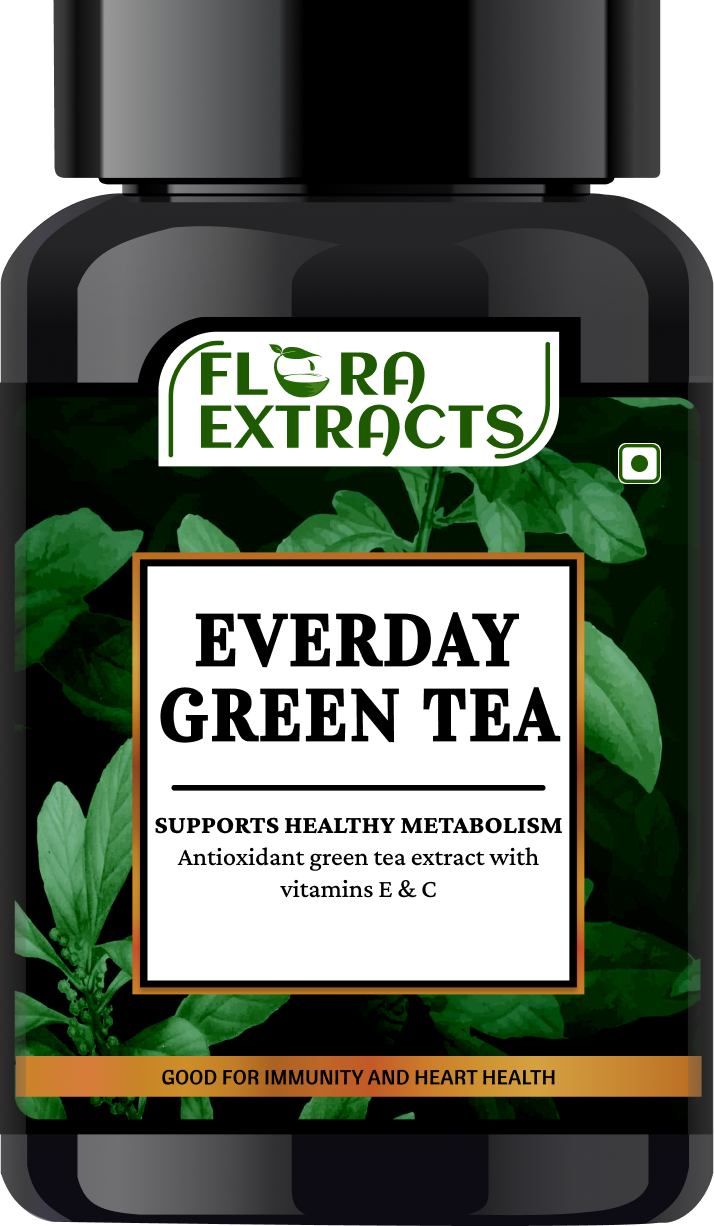 FLORA
EXTRACTS
EVERDAY
GREEN TEA
SUPPORTS HEALTHY METABOLISM
Antioxidant green tea extract with
vitamins E & C
GOOD FOR IMMUNITY AND HEART HEALTH